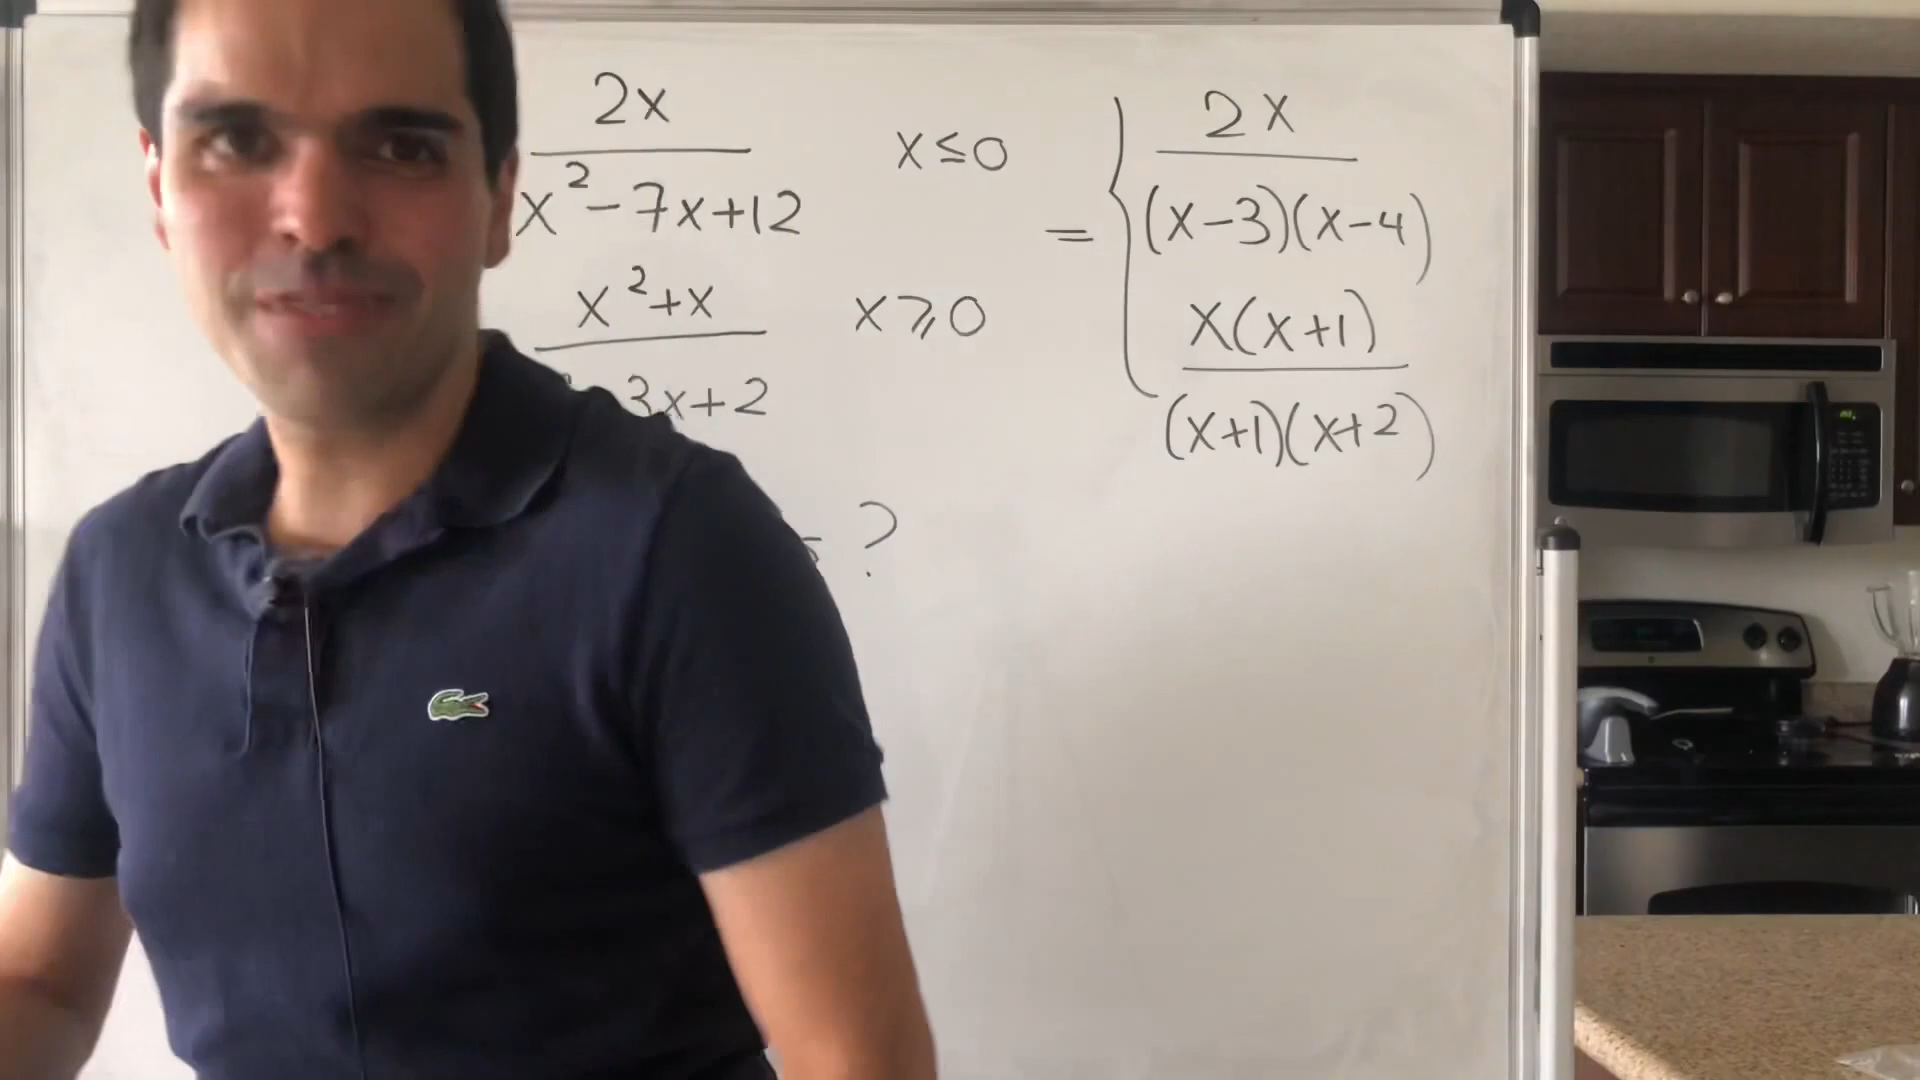 2x
x²-7x+12
x≤0
x²+x
3x+2
x≥0
?
=
2x
(x-3)(x-4)
x(x+1)
(x+1)(x+2)